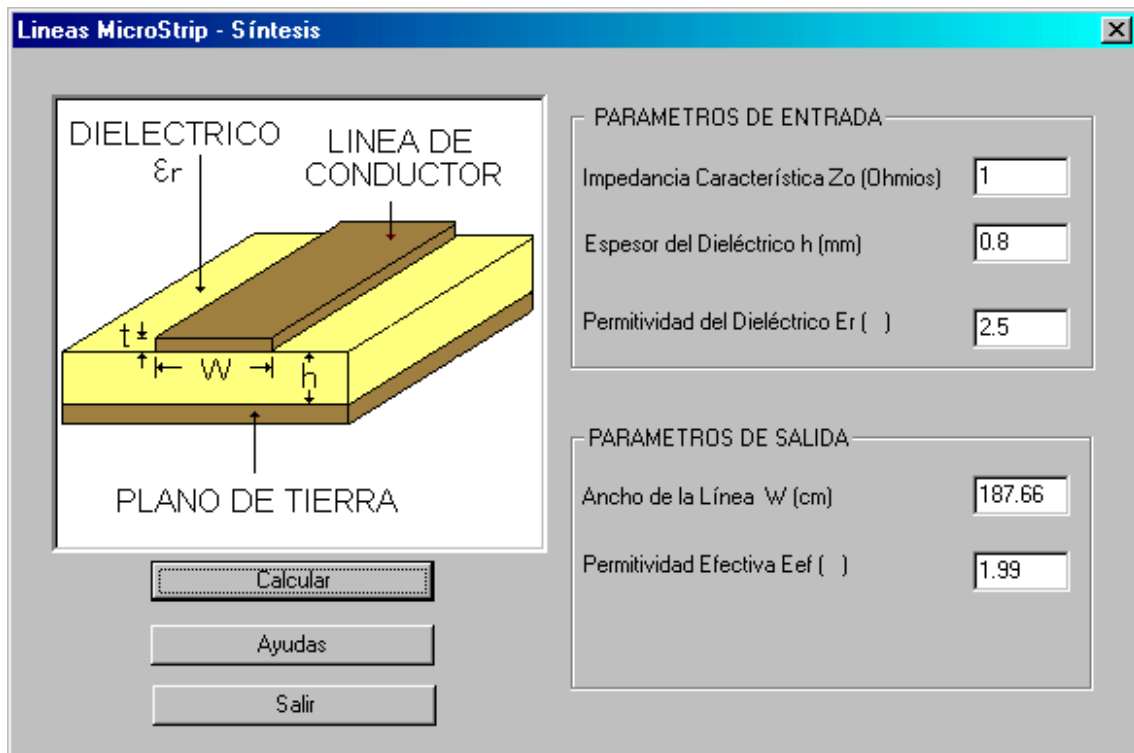 Lineas MicroStrip - Síntesis
DIELECTRICO
εr
LINEA DE
CONDUCTOR
t
W
h
PLANO DE TIERRA
Calcular
Ayudas
Salir
PARAMETROS DE ENTRADA
Impedancia Característica Zo (Ohmios) 1
Espesor del Dieléctrico h (mm) 0.8
Permitividad del Dieléctrico Er ( ) 2.5
PARAMETROS DE SALIDA
Ancho de la Línea W (cm) 187.66
Permitividad Efectiva Eef ( ) 1.99